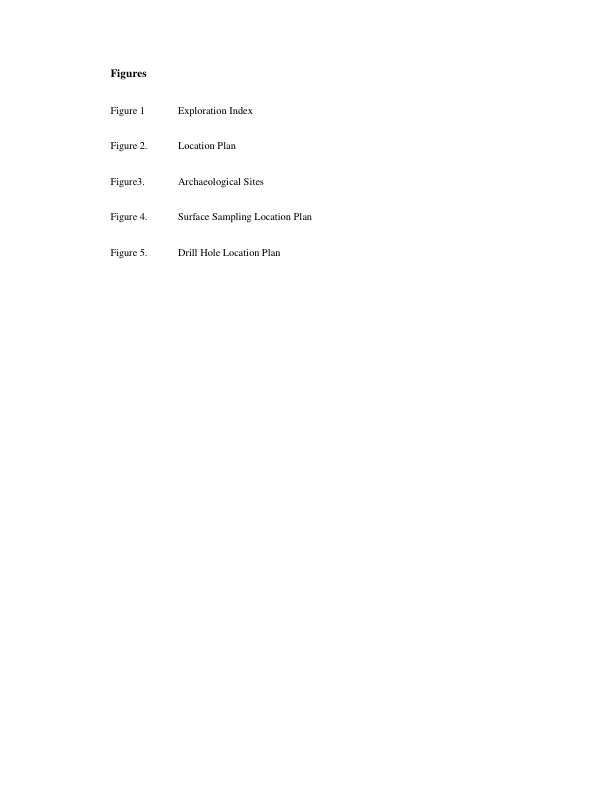 Figures
Figure 1 Exploration Index
Figure 2. Location Plan
Figure3. Archaeological Sites
Figure 4. Surface Sampling Location Plan
Figure 5. Drill Hole Location Plan